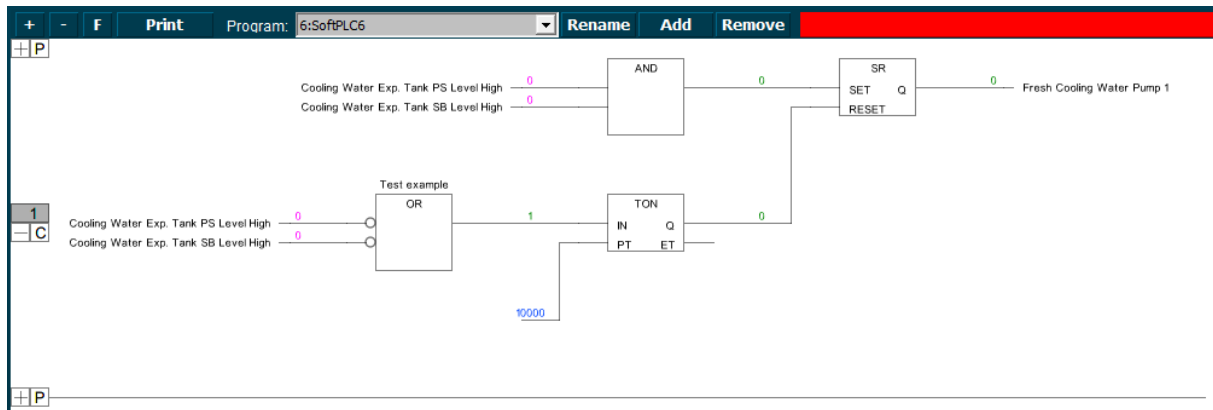 + - F Print Program: 6:SoftPLC6 Rename Add Remove
+ P
AND
SR
Cooling Water Exp. Tank PS Level High 0
0
SET Q
0 Fresh Cooling Water Pump 1
Cooling Water Exp. Tank SB Level High 0
RESET
Test example
OR
TON
1
Cooling Water Exp. Tank PS Level High 0
1
IN Q
0
- C
Cooling Water Exp. Tank SB Level High 0
PT ET
10000
+ P